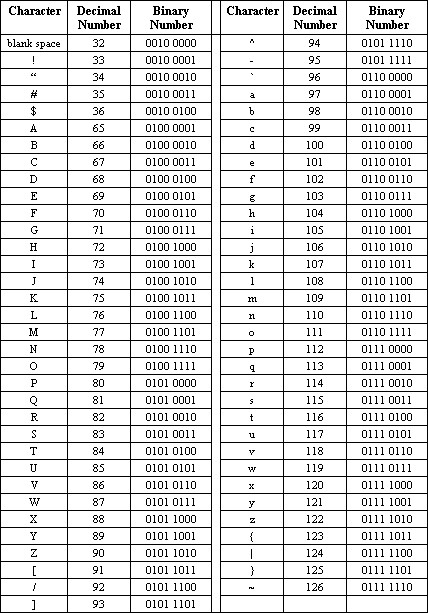 Character Decimal Number Binary Number Character Decimal Number Binary Number
blank space 32 0010 0000 ^ 94 0101 1110
! 33 0010 0001 - 95 0101 1111
“ 34 0010 0010 ` 96 0110 0000
# 35 0010 0011 a 97 0110 0001
$ 36 0010 0100 b 98 0110 0010
A 65 0100 0001 c 99 0110 0011
B 66 0100 0010 d 100 0110 0100
C 67 0100 0011 e 101 0110 0101
D 68 0100 0100 f 102 0110 0110
E 69 0100 0101 g 103 0110 0111
F 70 0100 0110 h 104 0110 1000
G 71 0100 0111 i 105 0110 1001
H 72 0100 1000 j 106 0110 1010
I 73 0100 1001 k 107 0110 1011
J 74 0100 1010 l 108 0110 1100
K 75 0100 1011 m 109 0110 1101
L 76 0100 1100 n 110 0110 1110
M 77 0100 1101 o 111 0110 1111
N 78 0100 1110 p 112 0111 0000
O 79 0100 1111 q 113 0111 0001
P 80 0101 0000 r 114 0111 0010
Q 81 0101 0001 s 115 0111 0011
R 82 0101 0010 t 116 0111 0100
S 83 0101 0011 u 117 0111 0101
T 84 0101 0100 v 118 0111 0110
U 85 0101 0101 w 119 0111 0111
V 86 0101 0110 x 120 0111 1000
W 87 0101 0111 y 121 0111 1001
X 88 0101 1000 z 122 0111 1010
Y 89 0101 1001 { 123 0111 1011
Z 90 0101 1010 | 124 0111 1100
[ 91 0101 1011 } 125 0111 1101
/ 92 0101 1100 ~ 126 0111 1110
] 93 0101 1101